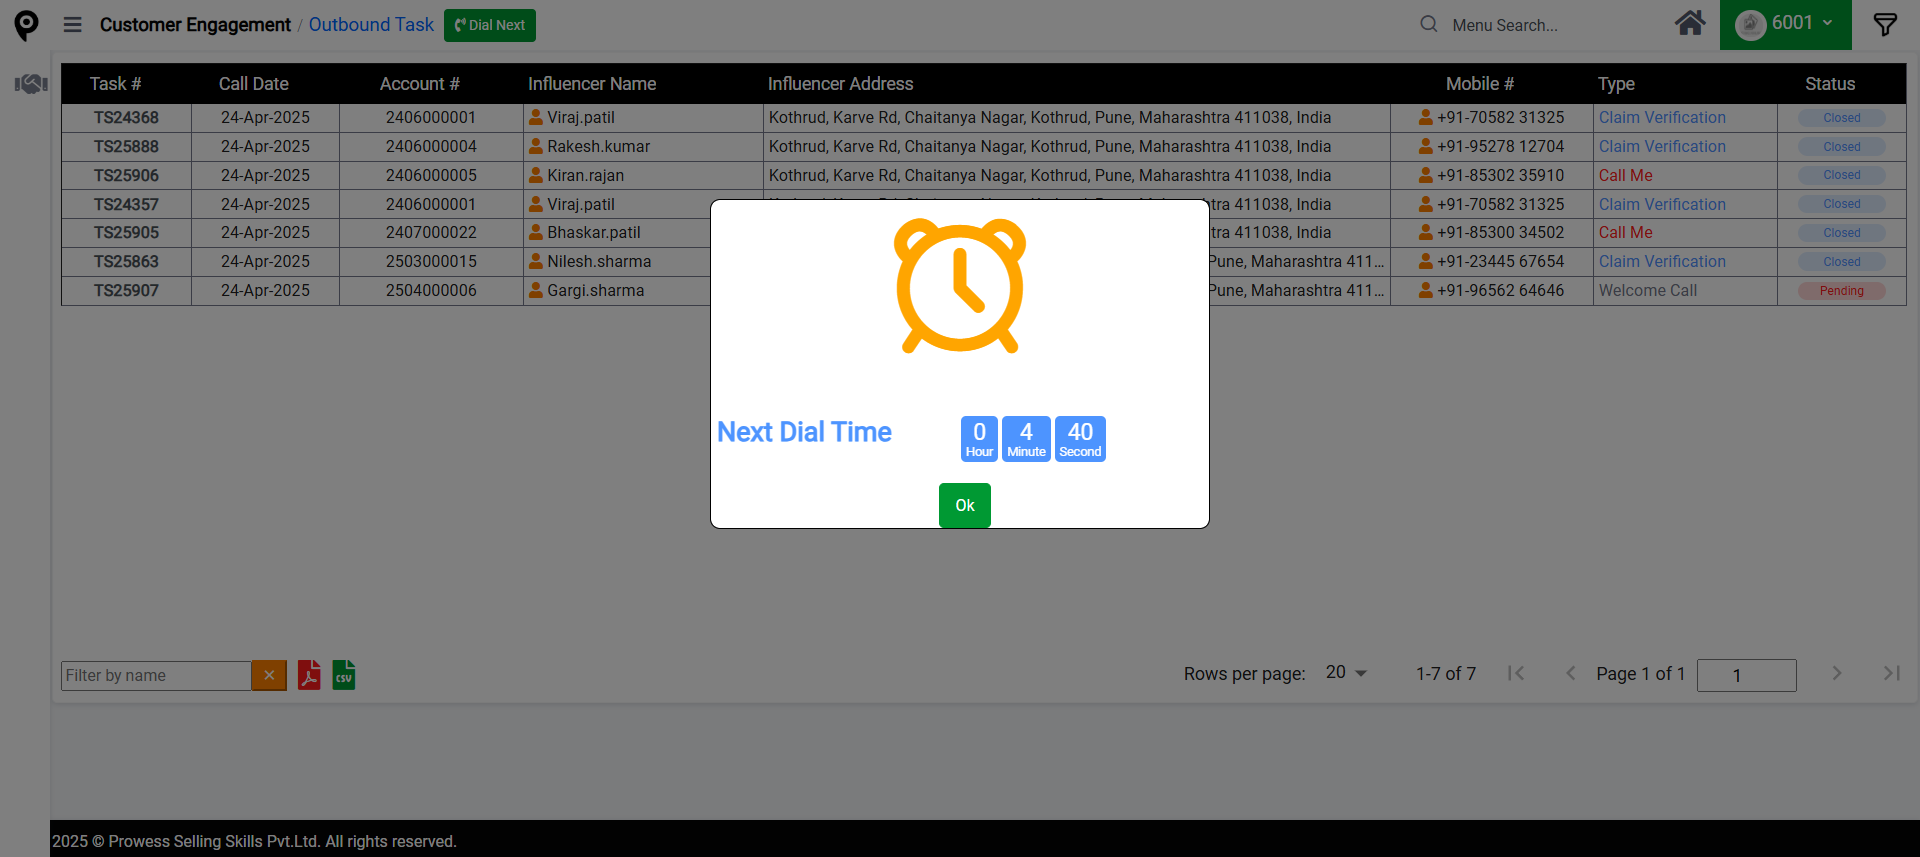 Customer Engagement / Outbound Task Dial Next Menu Search... 6001
Task # Call Date Account # Influencer Name Influencer Address Mobile # Type Status
TS24368 24-Apr-2025 2406000001 Viraj.patil Kothrud, Karve Rd, Chaitanya Nagar, Kothrud, Pune, Maharashtra 411038, India +91-70582 31325 Claim Verification Closed
TS25888 24-Apr-2025 2406000004 Rakesh.kumar Kothrud, Karve Rd, Chaitanya Nagar, Kothrud, Pune, Maharashtra 411038, India +91-95278 12704 Claim Verification Closed
TS25906 24-Apr-2025 2406000005 Kiran.rajan Kothrud, Karve Rd, Chaitanya Nagar, Kothrud, Pune, Maharashtra 411038, India +91-85302 35910 Call Me Closed
TS24357 24-Apr-2025 2406000001 Viraj.patil tra 411038, India +91-70582 31325 Claim Verification Closed
TS25905 24-Apr-2025 2407000022 Bhaskar.patil tra 411038, India +91-85300 34502 Call Me Closed
TS25863 24-Apr-2025 2503000015 Nilesh.sharma Pune, Maharashtra 411... +91-23445 67654 Claim Verification Closed
TS25907 24-Apr-2025 2504000006 Gargi.sharma Pune, Maharashtra 411... +91-96562 64646 Welcome Call Pending
Next Dial Time 0 4 40
Hour Minute Second
Ok
Filter by name CSV Rows per page: 20 1-7 of 7 Page 1 of 1 1
2025 © Prowess Selling Skills Pvt.Ltd. All rights reserved.